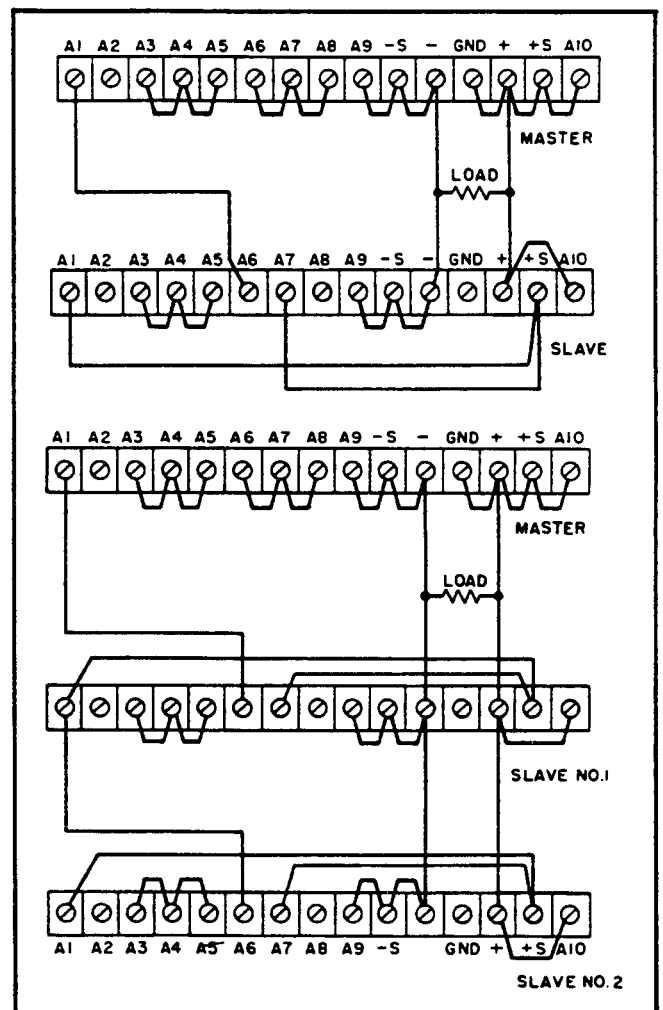 A1 A2 A3 A4 A5 A6 A7 A8 A9 -S - GND + +S A10
MASTER
LOAD
A1 A2 A3 A4 A5 A6 A7 A8 A9 -S - GND + +S A10
SLAVE
A1 A2 A3 A4 A5 A6 A7 A8 A9 -S - GND + +S A10
MASTER
LOAD
SLAVE NO.1
A1 A2 A3 A4 A5 A6 A7 A8 A9 -S GND + +S A10
SLAVE NO.2